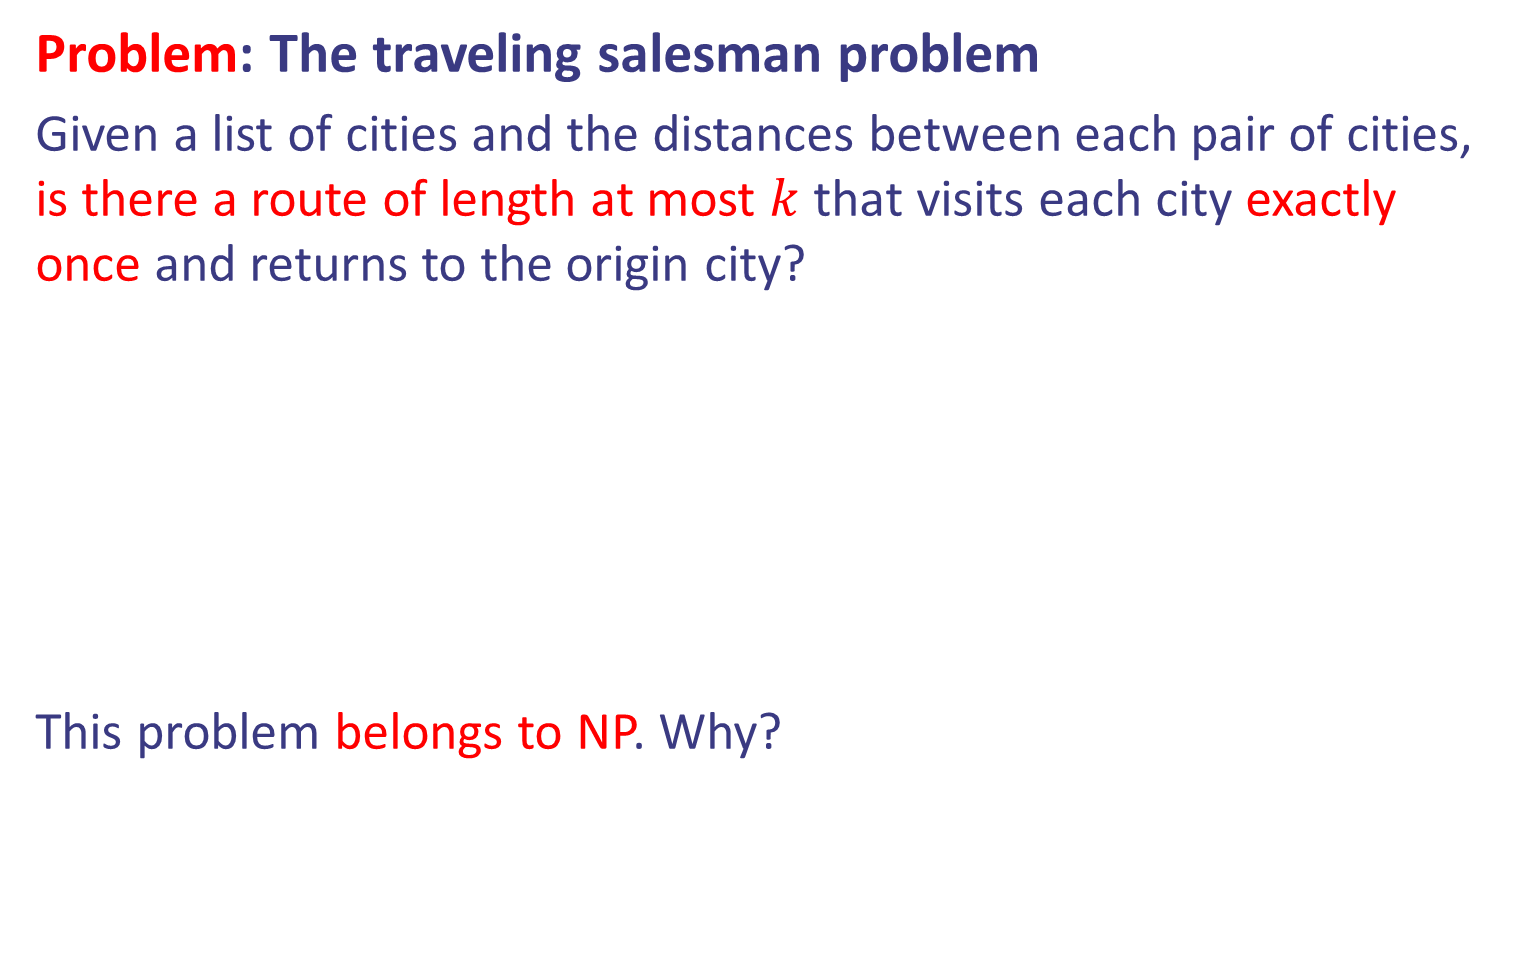 Problem: The traveling salesman problem
Given a list of cities and the distances between each pair of cities,
is there a route of length at most k that visits each city exactly
once and returns to the origin city?
This problem belongs to NP. Why?